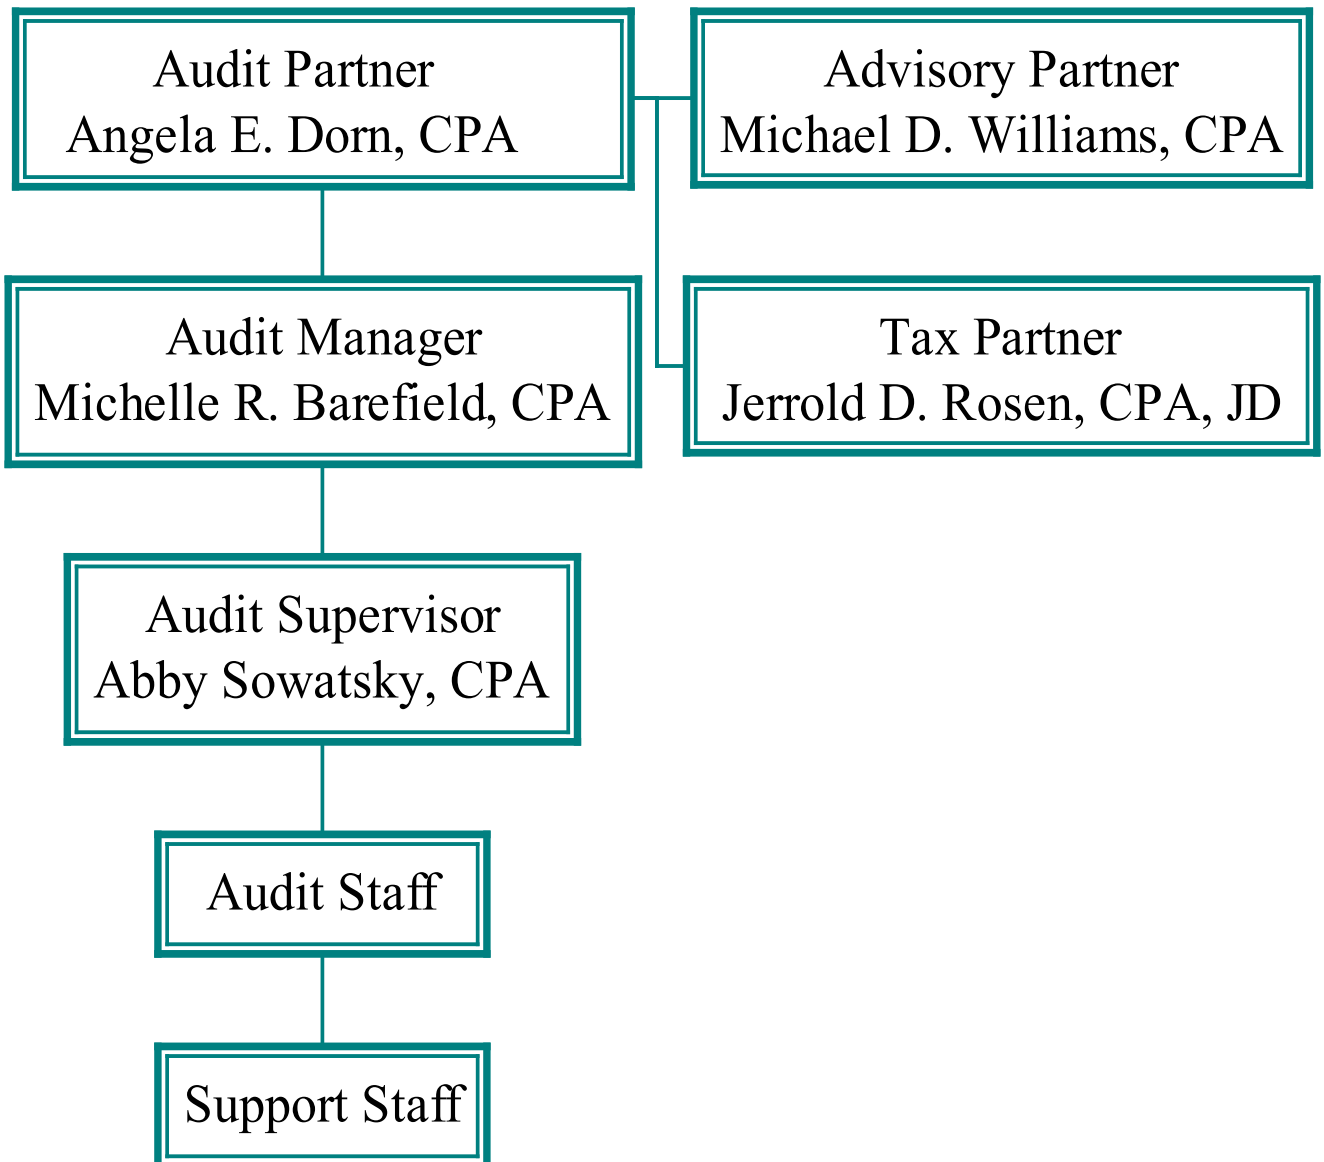 Audit Partner
Angela E. Dorn, CPA
Advisory Partner
Michael D. Williams, CPA
Audit Manager
Michelle R. Barefield, CPA
Tax Partner
Jerrold D. Rosen, CPA, JD
Audit Supervisor
Abby Sowatsky, CPA
Audit Staff
Support Staff